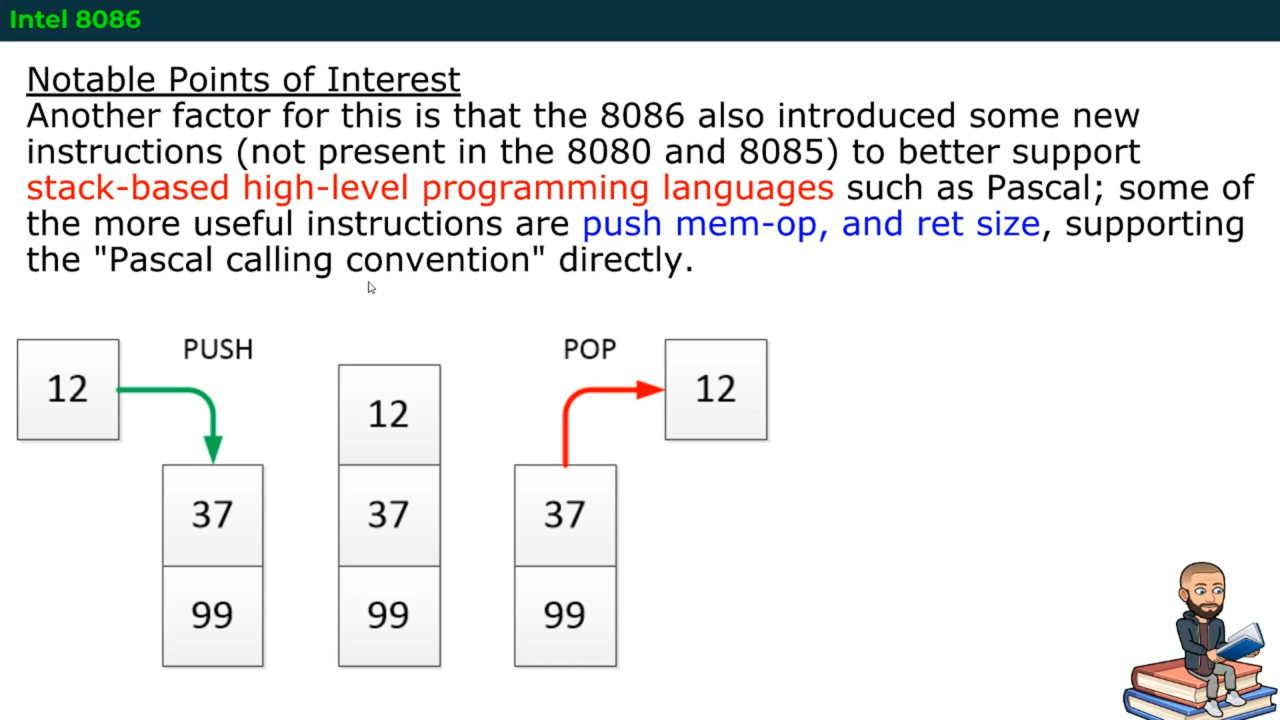 Intel 8086
Notable Points of Interest
Another factor for this is that the 8086 also introduced some new
instructions (not present in the 8080 and 8085) to better support
stack-based high-level programming languages such as Pascal; some of
the more useful instructions are push mem-op, and ret size, supporting
the "Pascal calling convention" directly.
PUSH
POP
12
12
12
37
37
37
99
99
99